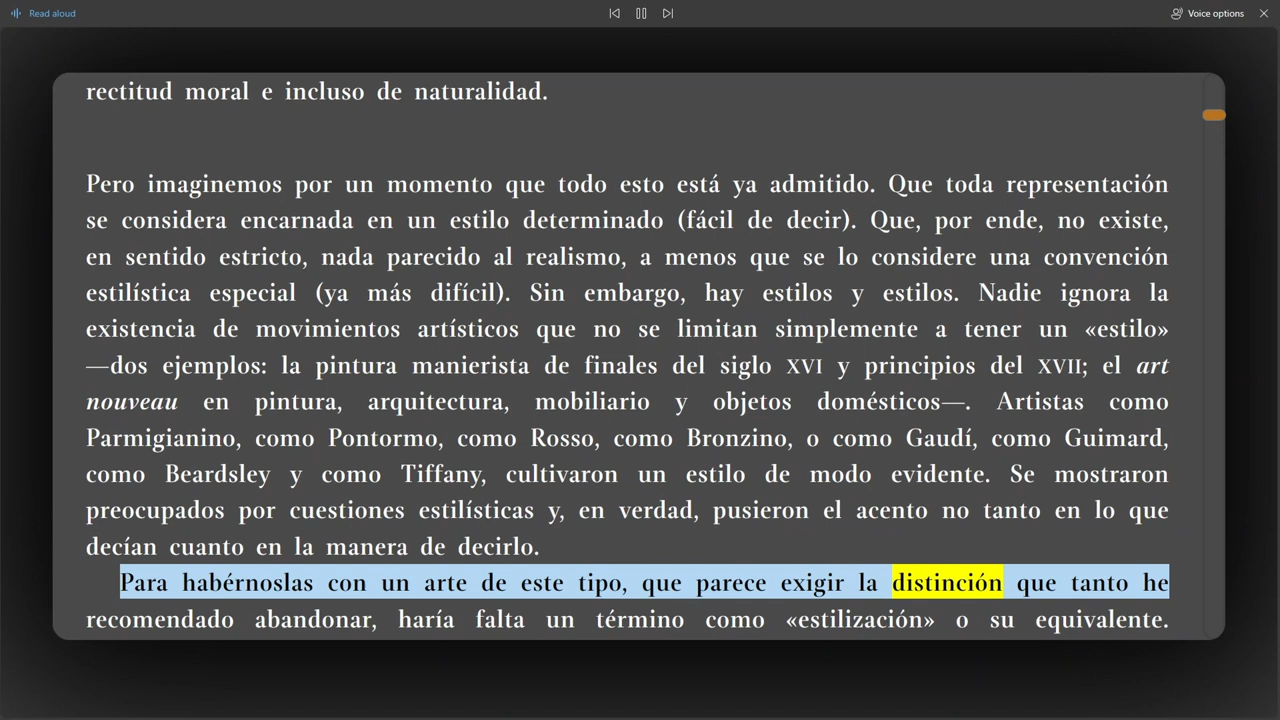 Read aloud
Voice options
rectitud moral e incluso de naturalidad.
Pero imaginemos por un momento que todo esto está ya admitido. Que toda representación
se considera encarnada en un estilo determinado (fácil de decir). Que, por ende, no existe,
en sentido estricto, nada parecido al realismo, a menos que se lo considere una convención
estilística especial (ya más difícil). Sin embargo, hay estilos y estilos. Nadie ignora la
existencia de movimientos artísticos que no se limitan simplemente a tener un «estilo»
—dos ejemplos: la pintura manierista de finales del siglo XVI y principios del XVII; el art
nouveau en pintura, arquitectura, mobiliario y objetos domésticos—. Artistas como
Parmigianino, como Pontormo, como Rosso, como Bronzino, o como Gaudí, como Guimard,
como Beardsley y como Tiffany, cultivaron un estilo de modo evidente. Se mostraron
preocupados por cuestiones estilísticas y, en verdad, pusieron el acento no tanto en lo que
decían cuanto en la manera de decirlo.
Para habérnoslas con un arte de este tipo, que parece exigir la distinción que tanto he
recomendado abandonar, haría falta un término como «estilización» o su equivalente.